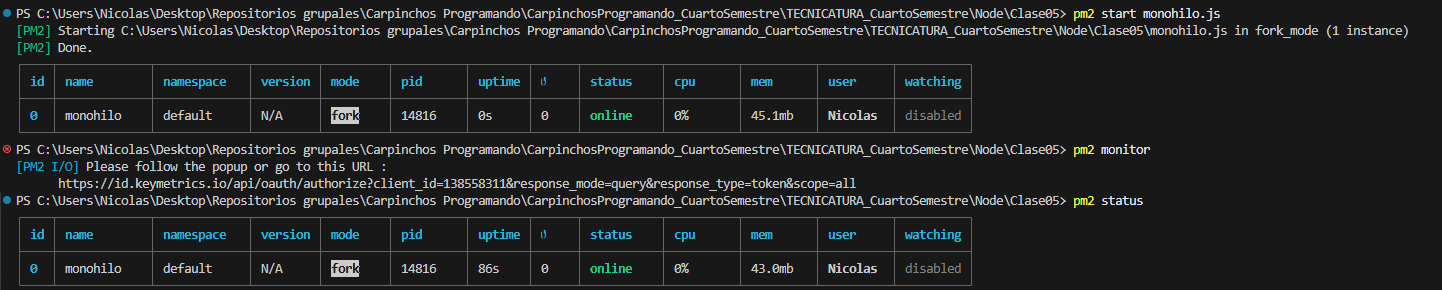 PS C:\Users\Nicolas\Desktop\Repositorios grupales\Carpinchos Programando\CarpinchosProgramando_CuartoSemestre\TECNICATURA_CuartoSemestre\Node\Clase05> pm2 start monohilo.js
[PM2] Starting C:\Users\Nicolas\Desktop\Repositorios grupales\Carpinchos Programando\CarpinchosProgramando_CuartoSemestre\TECNICATURA_CuartoSemestre\Node\Clase05\monohilo.js in fork_mode (1 instance)
[PM2] Done.
id name namespace version mode pid uptime ↺ status cpu mem user watching
0 monohilo default N/A fork 14816 0s 0 online 0% 45.1mb Nicolas disabled
PS C:\Users\Nicolas\Desktop\Repositorios grupales\Carpinchos Programando\CarpinchosProgramando_CuartoSemestre\TECNICATURA_CuartoSemestre\Node\Clase05> pm2 monitor
[PM2 I/O] Please follow the popup or go to this URL :
https://id.keymetrics.io/api/oauth/authorize?client_id=138558311&response_mode=query&response_type=token&scope=all
PS C:\Users\Nicolas\Desktop\Repositorios grupales\Carpinchos Programando\CarpinchosProgramando_CuartoSemestre\TECNICATURA_CuartoSemestre\Node\Clase05> pm2 status
id name namespace version mode pid uptime ↺ status cpu mem user watching
0 monohilo default N/A fork 14816 86s 0 online 0% 43.0mb Nicolas disabled